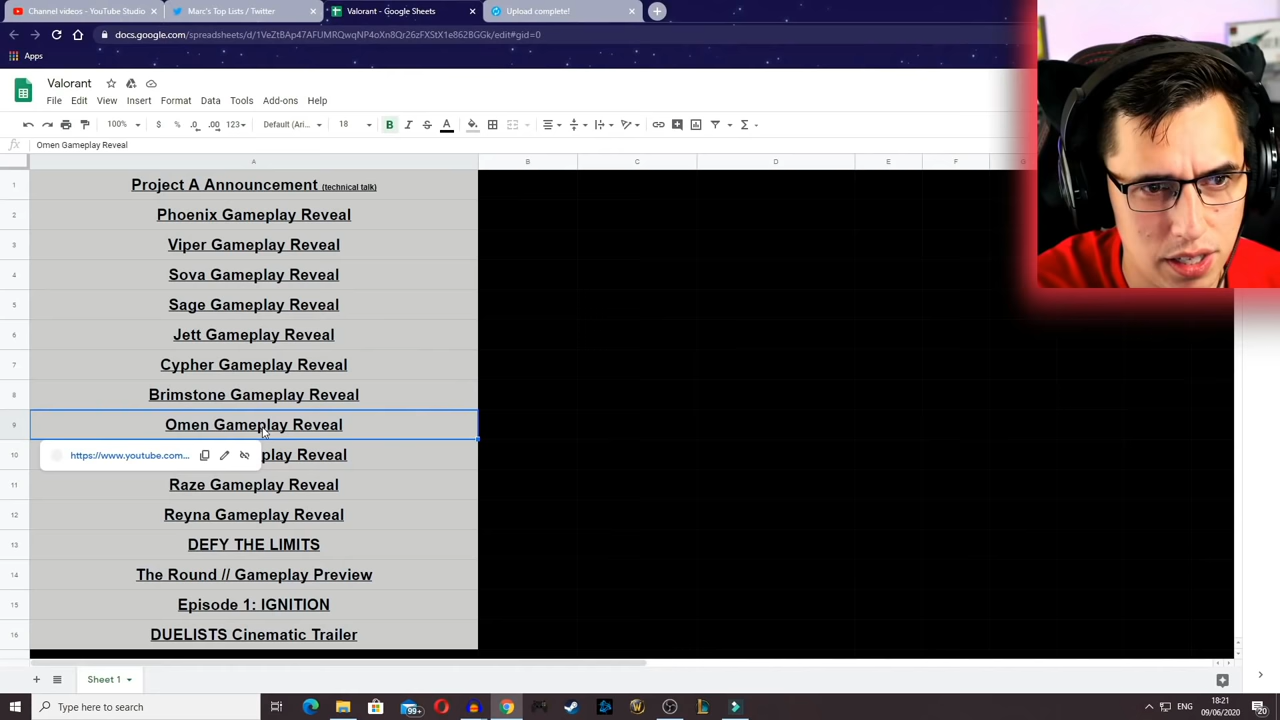 Channel videos - YouTube Studio
Marc's Top Lists / Twitter
Valorant - Google Sheets
Upload complete!
docs.google.com/spreadsheets/d/1VeZtBAp47AFUMRQwqNP4oXn8Qr26zFXStX1e862BGGk/edit#gid=0
Apps
Valorant
File Edit View Insert Format Data Tools Add-ons Help
100% $ % .0 .00 123 Default (Ari... 18 B I S A
fx Omen Gameplay Reveal
A B C D E F
1 Project A Announcement (technical talk)
2 Phoenix Gameplay Reveal
3 Viper Gameplay Reveal
4 Sova Gameplay Reveal
5 Sage Gameplay Reveal
6 Jett Gameplay Reveal
7 Cypher Gameplay Reveal
8 Brimstone Gameplay Reveal
9 Omen Gameplay Reveal
https://www.youtube.com...
10 play Reveal
11 Raze Gameplay Reveal
12 Reyna Gameplay Reveal
13 DEFY THE LIMITS
14 The Round // Gameplay Preview
15 Episode 1: IGNITION
16 DUELISTS Cinematic Trailer
Sheet 1
Type here to search
99+
ENG
18:21
09/06/2020
20